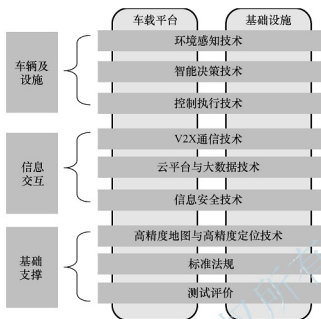 车载平台
基础设施
车辆及
设施
环境感知技术
智能决策技术
控制执行技术
信息
交互
V2X通信技术
云平台与大数据技术
信息安全技术
基础
支撑
高精度地图与高精度定位技术
标准法规
测试评价